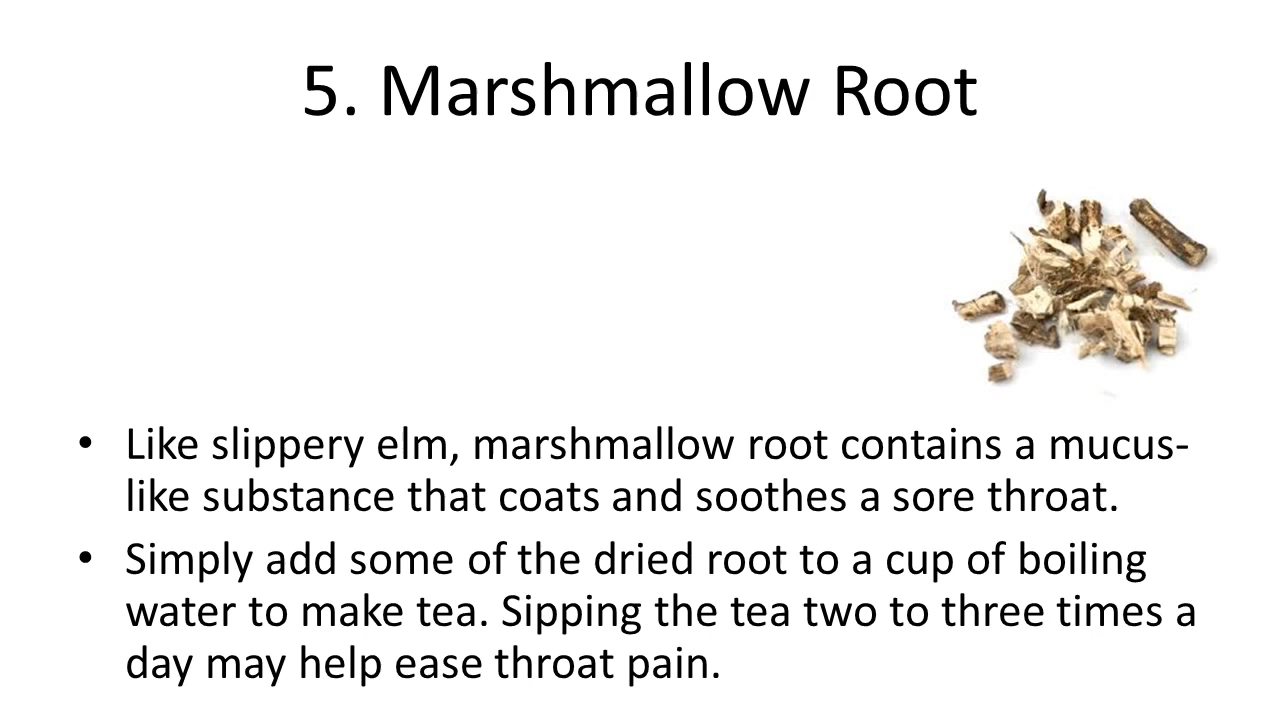 5. Marshmallow Root
• Like slippery elm, marshmallow root contains a mucus-
like substance that coats and soothes a sore throat.
• Simply add some of the dried root to a cup of boiling
water to make tea. Sipping the tea two to three times a
day may help ease throat pain.